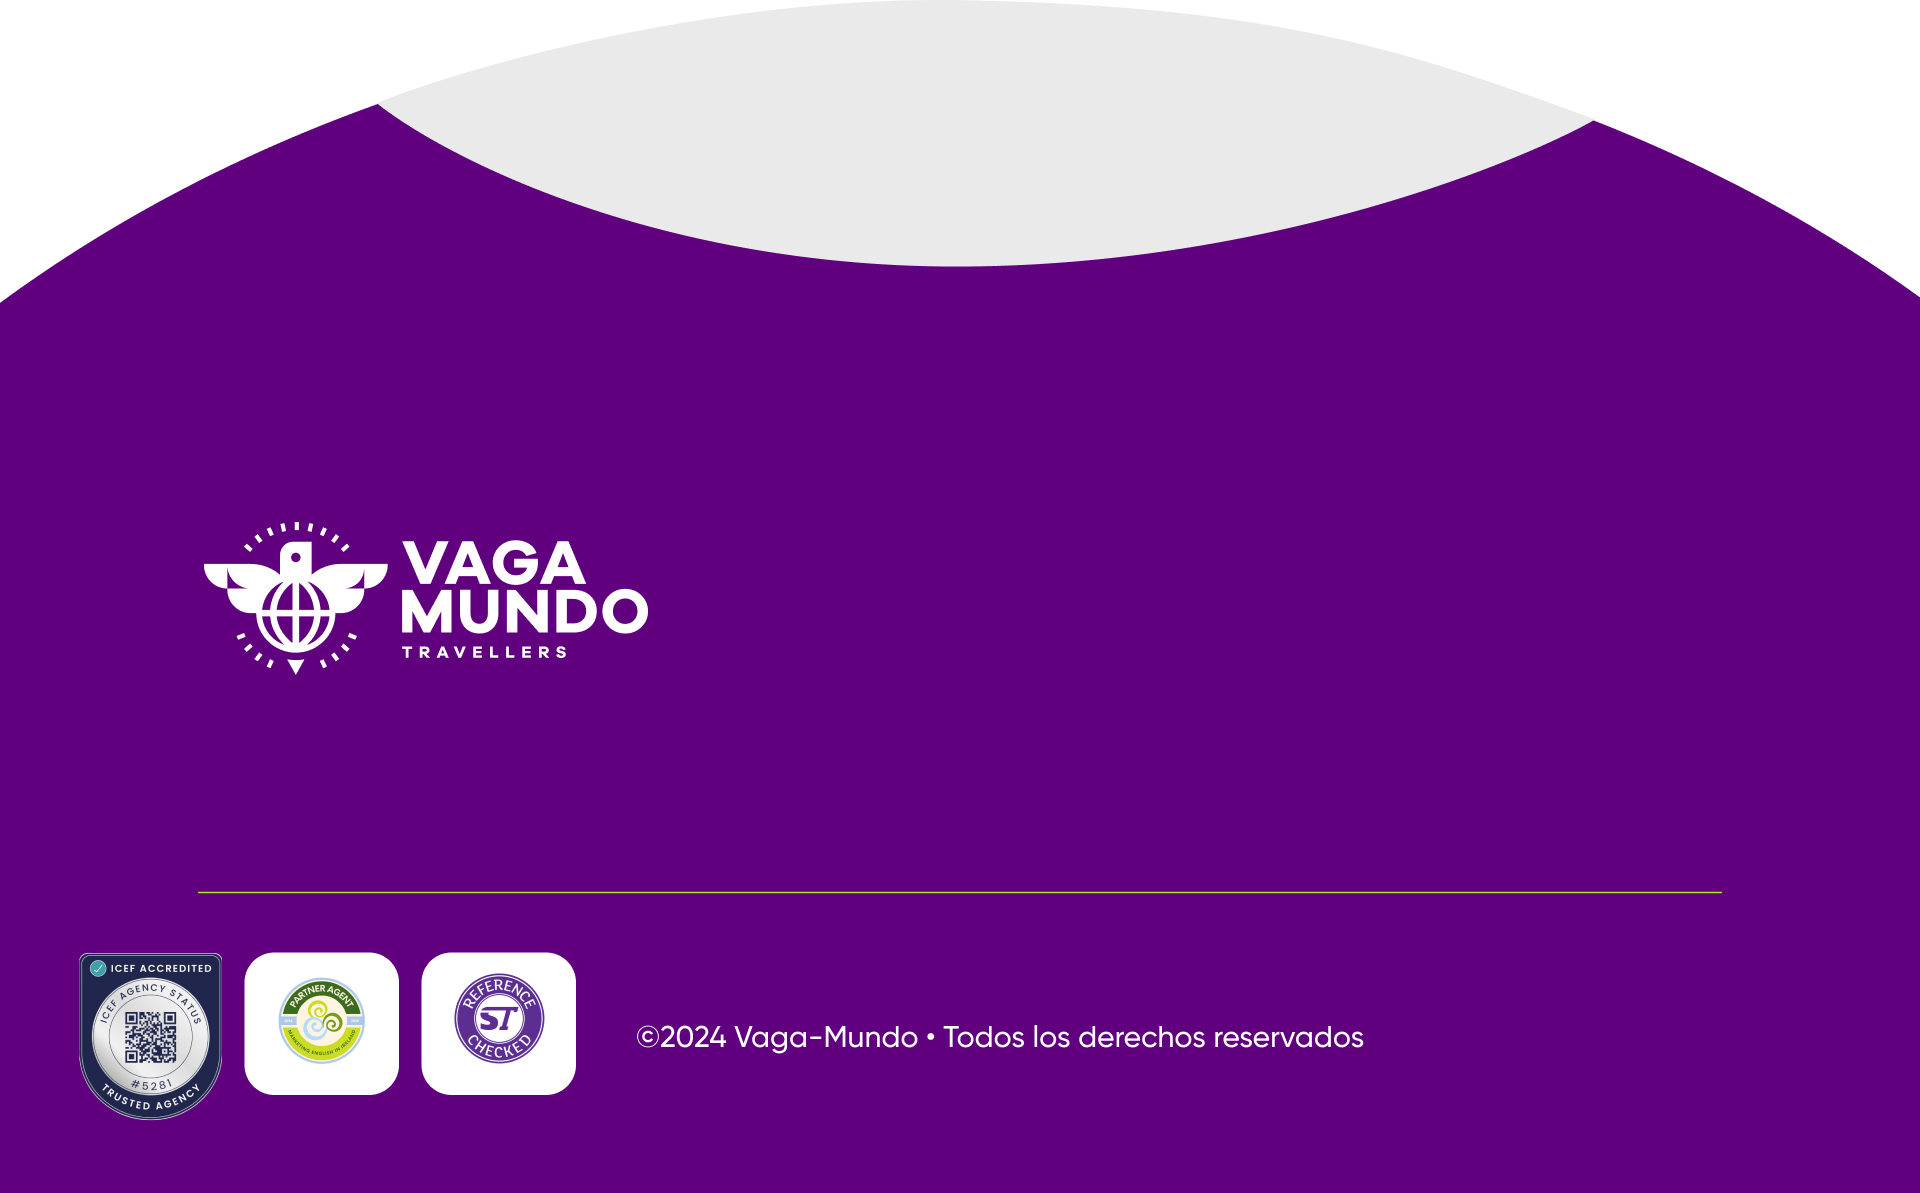 VAGA
MUNDO
TRAVELLERS
ICEF ACCREDITED
ICEF AGENCY STATUS
#5281
TRUSTED AGENCY
PARTNER AGENT
MARKETING ENGLISH IN IRELAND
REFERENCE
ST
CHECKED
©2024 Vaga-Mundo • Todos los derechos reservados